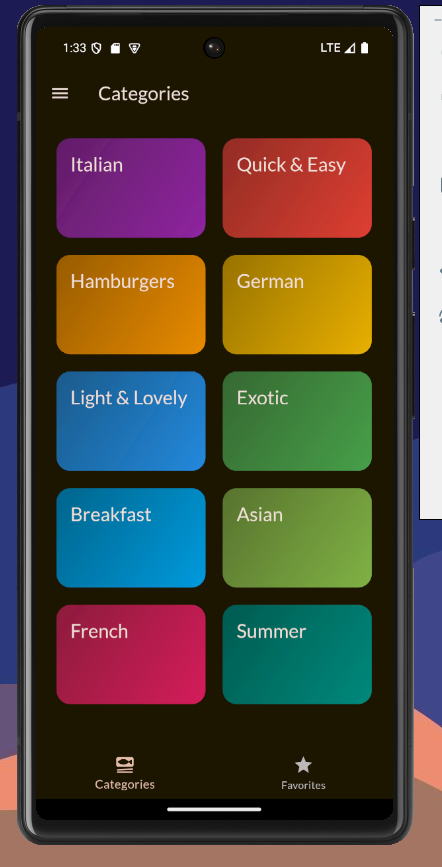 1:33 LTE
Categories
Italian
Quick & Easy
Hamburgers
German
Light & Lovely
Exotic
Breakfast
Asian
French
Summer
Categories
Favorites